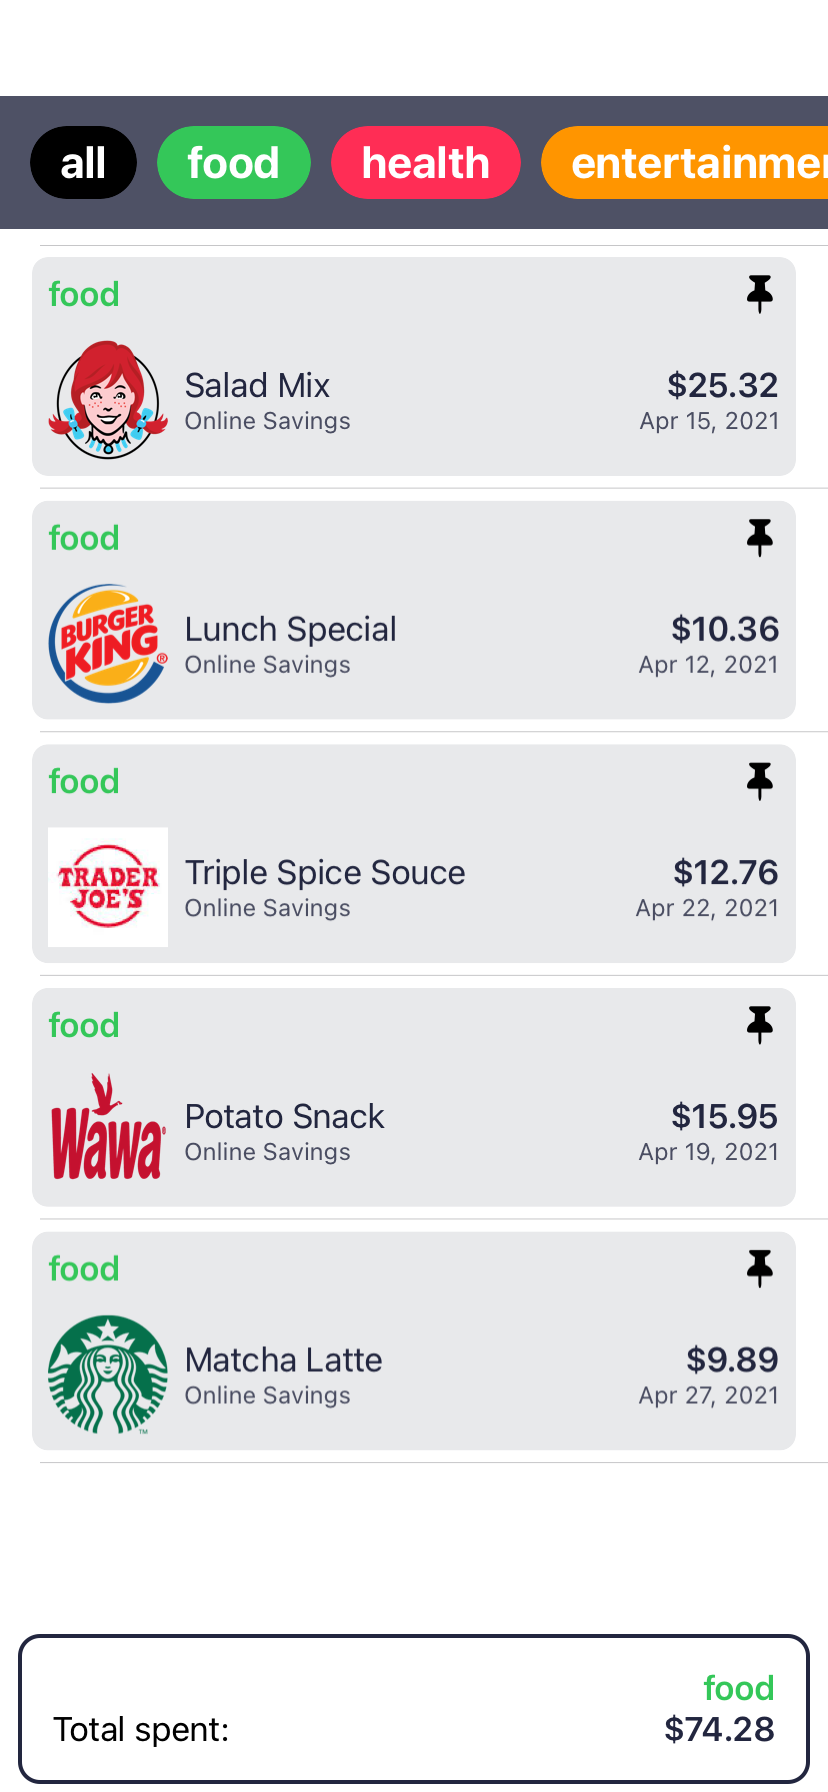 all food health entertainmen
food
Salad Mix $25.32
Online Savings Apr 15, 2021
food
BURGER
KING®
Lunch Special $10.36
Online Savings Apr 12, 2021
food
TRADER
JOE'S
Triple Spice Souce $12.76
Online Savings Apr 22, 2021
food
Wawa
Potato Snack $15.95
Online Savings Apr 19, 2021
food
Matcha Latte $9.89
Online Savings Apr 27, 2021
TM
food
Total spent: $74.28